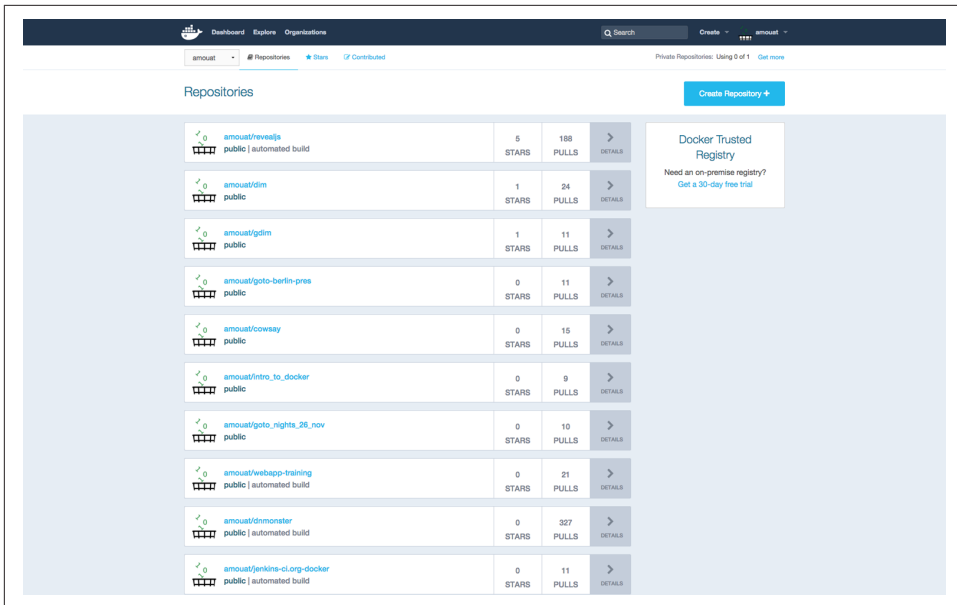 Dashboard Explore Organizations Search Create amouat
amouat Repositories Stars Contributed Private Repositories: Using 0 of 1 Get more
Repositories
Create Repository +
amouat/revealjs
public | automated build
5 STARS
188 PULLS
DETAILS
amouat/dim
public
1 STARS
24 PULLS
DETAILS
amouat/gdim
public
1 STARS
11 PULLS
DETAILS
amouat/goto-berlin-pres
public
0 STARS
11 PULLS
DETAILS
amouat/cowsay
public
0 STARS
15 PULLS
DETAILS
amouat/intro_to_docker
public
0 STARS
9 PULLS
DETAILS
amouat/goto_nights_26_nov
public
0 STARS
10 PULLS
DETAILS
amouat/webapp-training
public | automated build
0 STARS
21 PULLS
DETAILS
amouat/dnmonster
public | automated build
0 STARS
327 PULLS
DETAILS
amouat/jenkins-ci.org-docker
public | automated build
0 STARS
11 PULLS
DETAILS
Docker Trusted
Registry
Need an on-premise registry?
Get a 30-day free trial